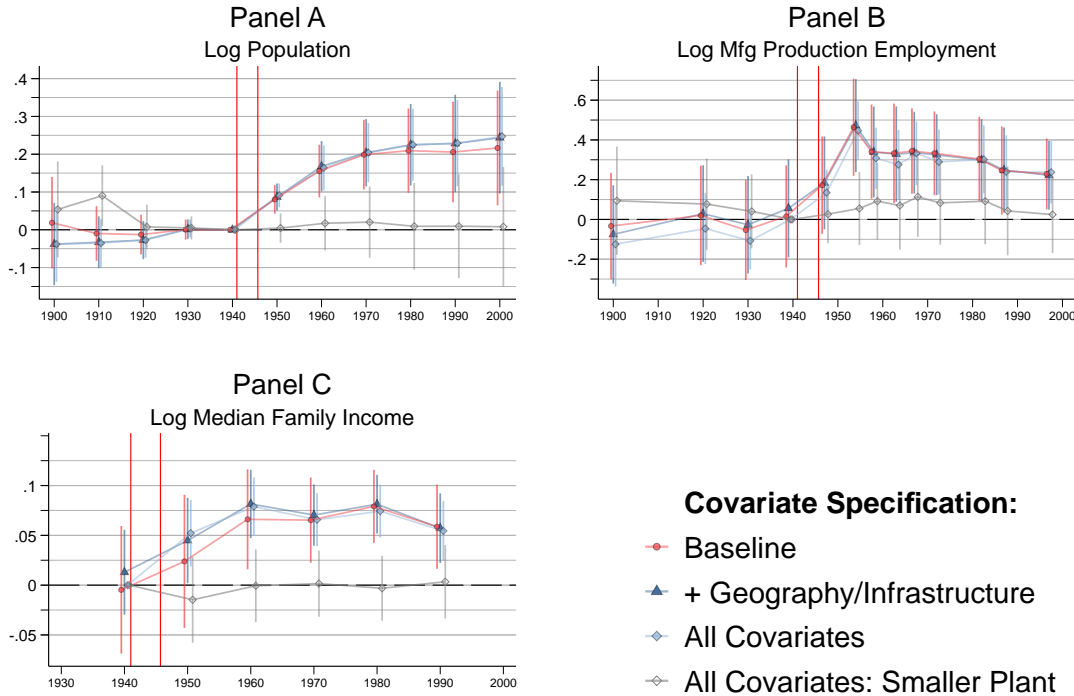 Panel A
Log Population
.4
.3
.2
.1
0
-.1
1900 1910 1920 1930 1940 1950 1960 1970 1980 1990 2000
Panel B
Log Mfg Production Employment
.6
.4
.2
0
-.2
1900 1910 1920 1930 1940 1950 1960 1970 1980 1990 2000
Panel C
Log Median Family Income
.1
.05
0
-.05
1930 1940 1950 1960 1970 1980 1990 2000
Covariate Specification:
Baseline
+ Geography/Infrastructure
All Covariates
All Covariates: Smaller Plant